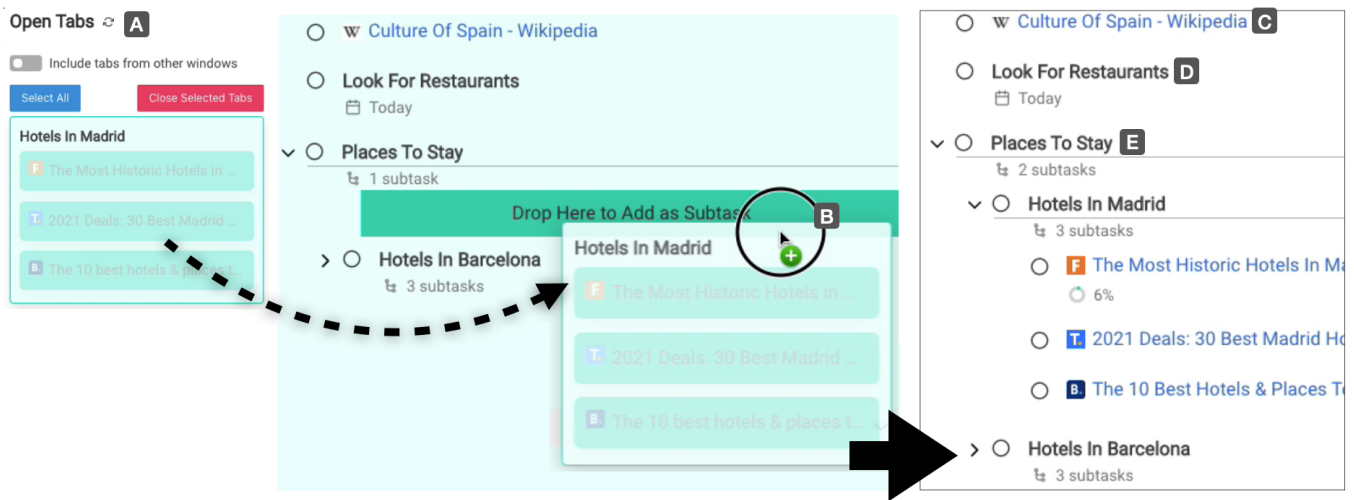 Open Tabs A
Include tabs from other windows
Select All
Close Selected Tabs
Hotels In Madrid
F The Most Historic Hotels in ...
T. 2021 Deals: 30 Best Madrid ...
B. The 10 best hotels & places t...
W Culture Of Spain - Wikipedia
Look For Restaurants
Today
Places To Stay
1 subtask
Drop Here to Add as Subtask B
Hotels In Barcelona
3 subtasks
Hotels In Madrid
F The Most Historic Hotels in ...
T. 2021 Deals: 30 Best Madrid ...
B. The 10 best hotels & places t...
W Culture Of Spain - Wikipedia C
Look For Restaurants D
Today
Places To Stay E
2 subtasks
Hotels In Madrid
3 subtasks
F The Most Historic Hotels In Ma
6%
T. 2021 Deals: 30 Best Madrid Ho
B. The 10 Best Hotels & Places T
Hotels In Barcelona
3 subtasks